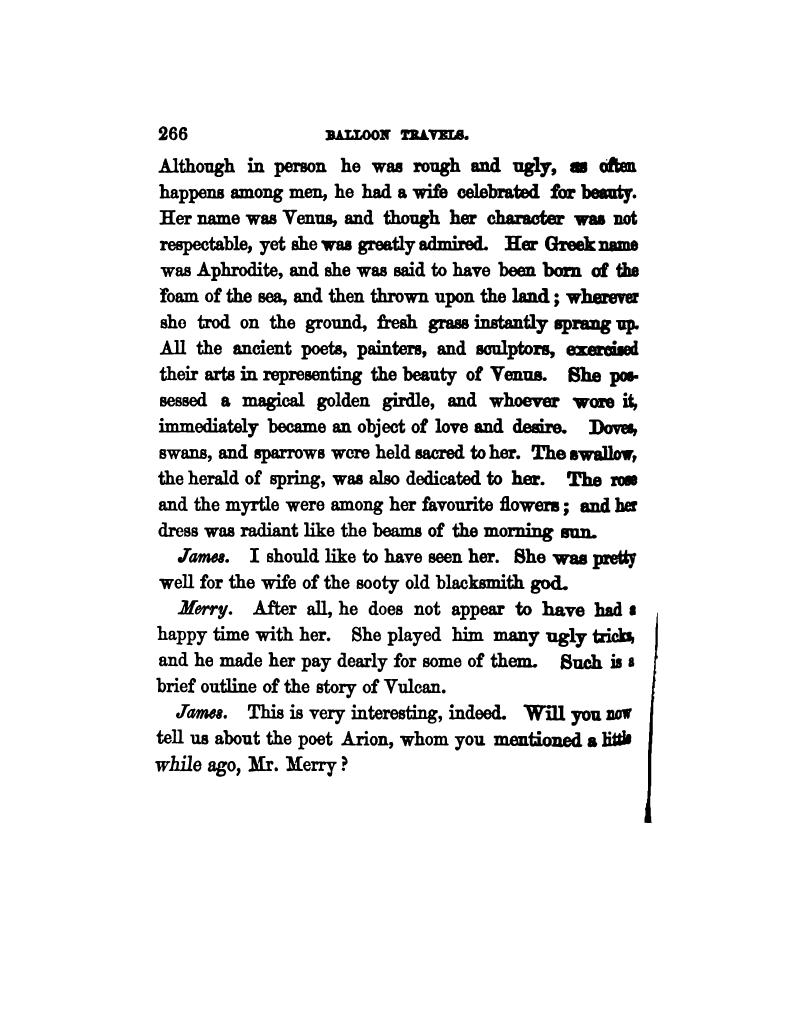 266 BALLOON TRAVELS.
Although in person he was rough and ugly, as often
happens among men, he had a wife celebrated for beauty.
Her name was Venus, and though her character was not
respectable, yet she was greatly admired. Her Greek name
was Aphrodite, and she was said to have been born of the
foam of the sea, and then thrown upon the land; wherever
she trod on the ground, fresh grass instantly sprang up.
All the ancient poets, painters, and sculptors, exercised
their arts in representing the beauty of Venus. She pos-
sessed a magical golden girdle, and whoever wore it,
immediately became an object of love and desire. Doves,
swans, and sparrows were held sacred to her. The swallow,
the herald of spring, was also dedicated to her. The rose
and the myrtle were among her favourite flowers; and her
dress was radiant like the beams of the morning sun.
James. I should like to have seen her. She was pretty
well for the wife of the sooty old blacksmith god.
Merry. After all, he does not appear to have had a
happy time with her. She played him many ugly tricks,
and he made her pay dearly for some of them. Such is a
brief outline of the story of Vulcan.
James. This is very interesting, indeed. Will you now
tell us about the poet Arion, whom you mentioned a little
while ago, Mr. Merry?